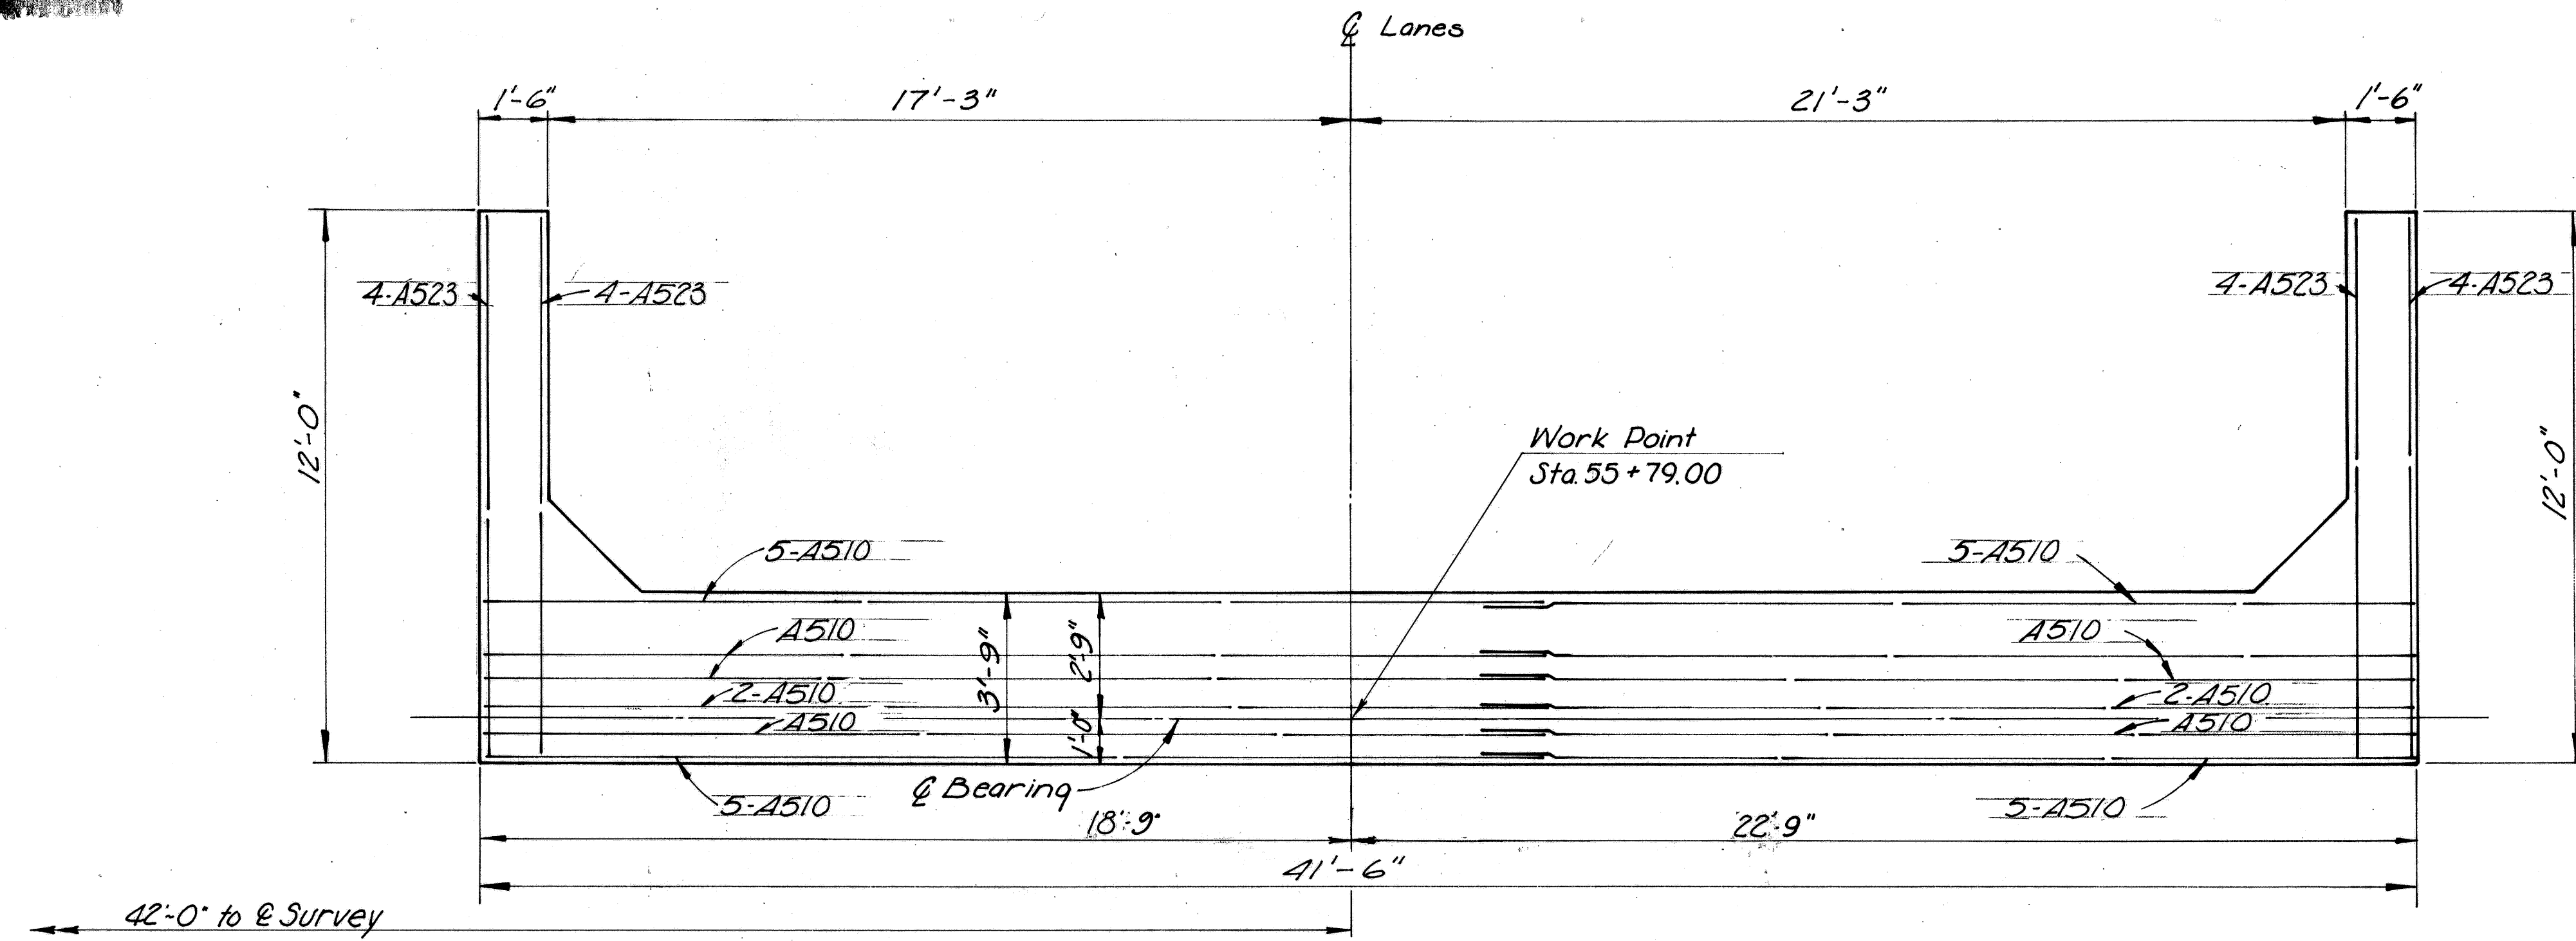 ℄ Lanes
1'-6"
17'-3"
21'-3"
1'-6"
4-A523
4-A523
4-A523
4-A523
12'-0"
12'-0"
Work Point
Sta. 55+79.00
5-A510
5-A510
A510
A510
3'-9"
2'-9"
2-A510
2-A510
A510
A510
1'-0"
℄ Bearing
5-A510
5-A510
18'-9"
22'-9"
41'-6"
42'-0" to ℄ Survey